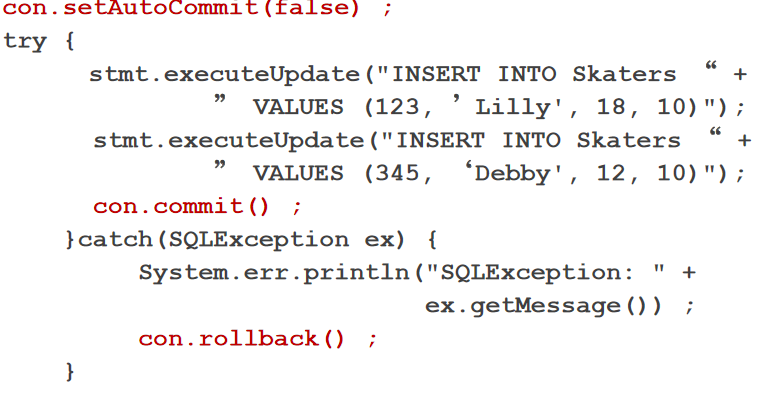 con.setAutoCommit(false) ;
try {
stmt.executeUpdate("INSERT INTO Skaters “ +
” VALUES (123, ’Lilly', 18, 10)");
stmt.executeUpdate("INSERT INTO Skaters “ +
” VALUES (345, ‘Debby', 12, 10)");
con.commit() ;
}catch(SQLException ex) {
System.err.println("SQLException: " +
ex.getMessage()) ;
con.rollback() ;
}